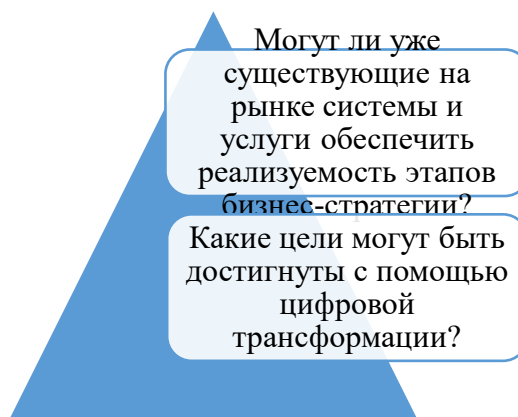 Могут ли уже
существующие на
рынке системы и
услуги обеспечить
реализуемость этапов
бизнес-стратегии?
Какие цели могут быть
достигнуты с помощью
цифровой
трансформации?